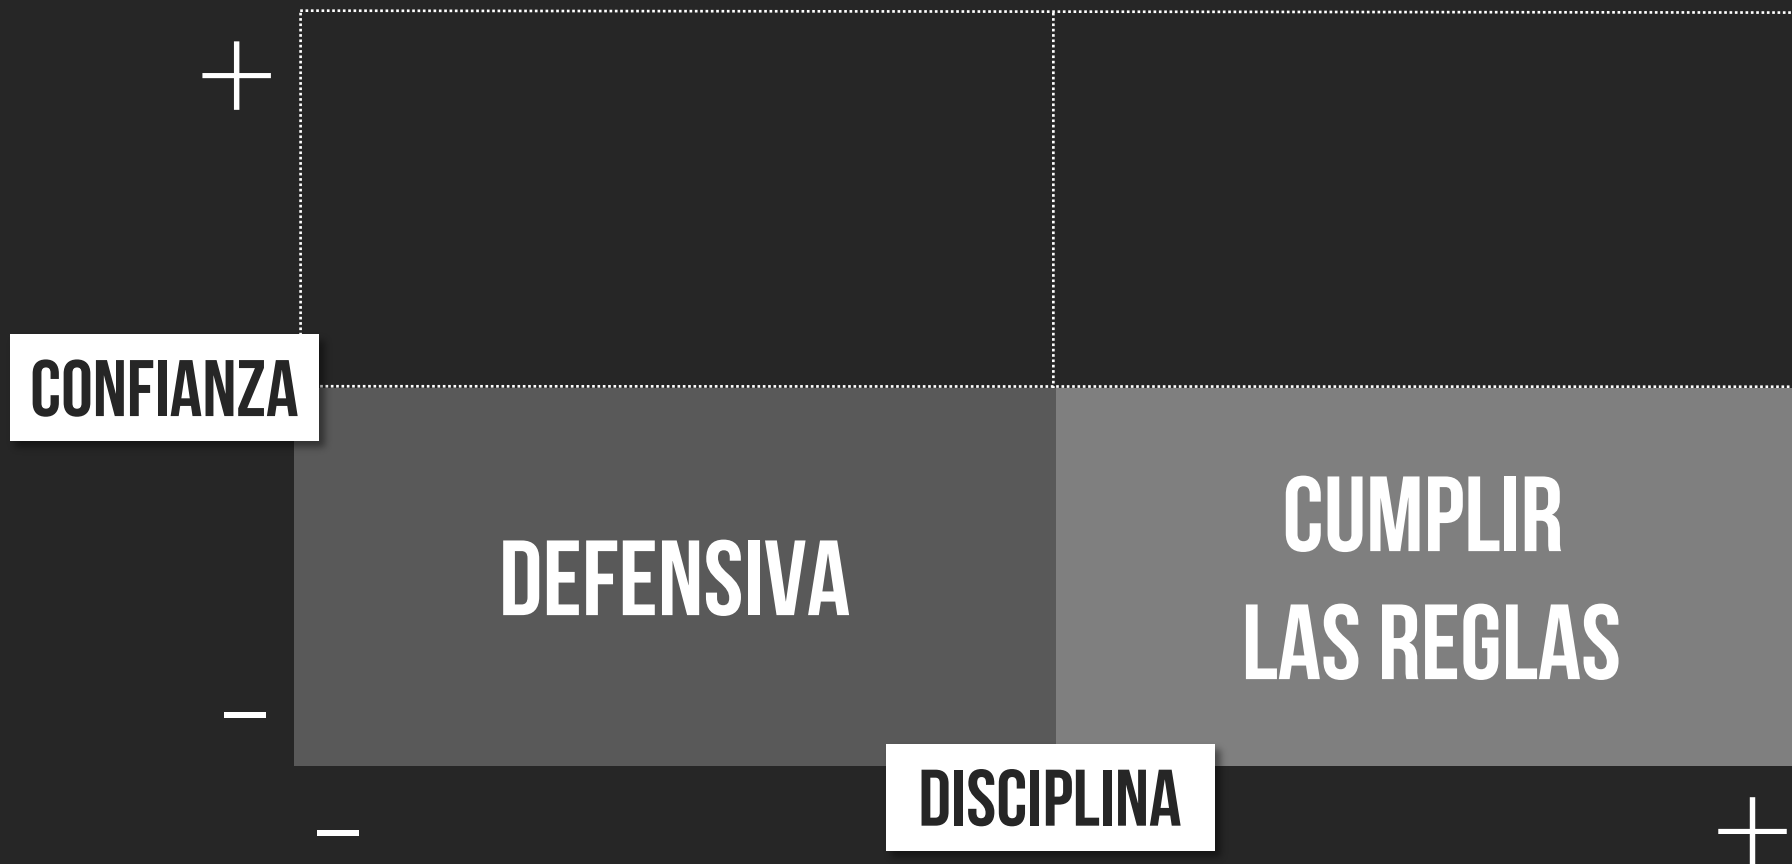 +
CONFIANZA
DEFENSIVA
CUMPLIR
LAS REGLAS
–
DISCIPLINA
– +